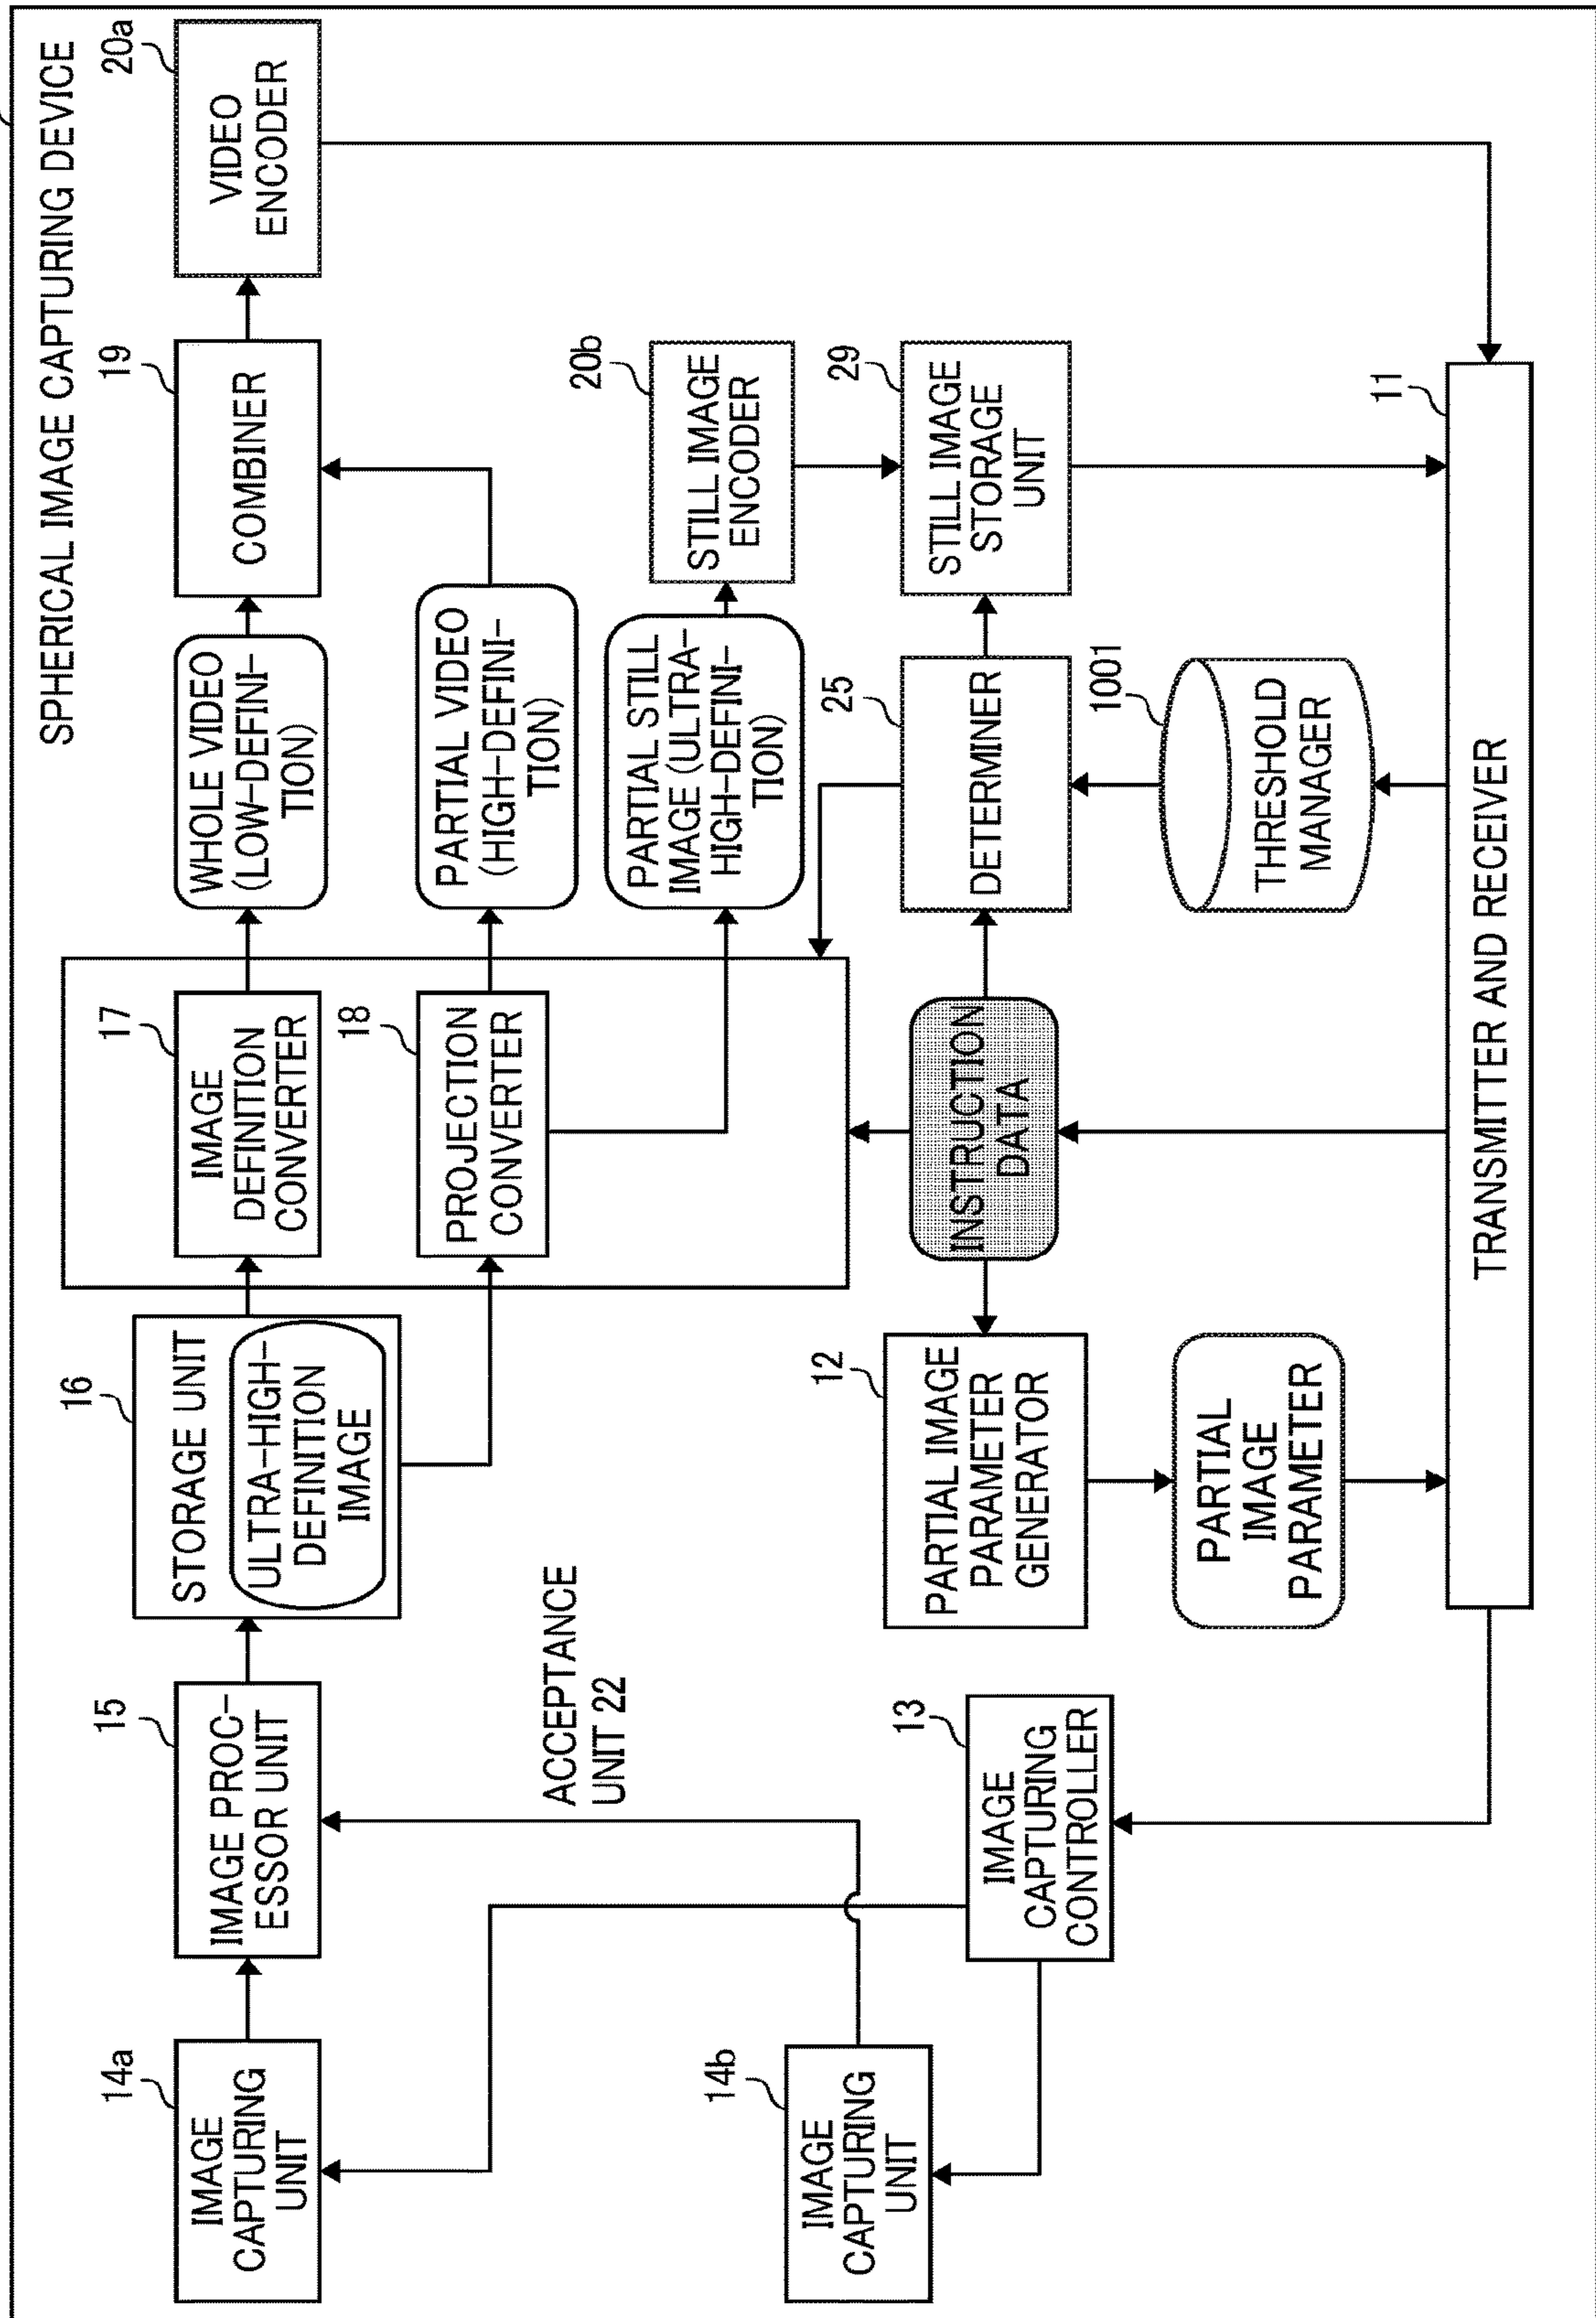 SPHERICAL IMAGE CAPTURING DEVICE
14a
IMAGE
CAPTURING
UNIT
15
IMAGE PROC-
ESSOR UNIT
16
STORAGE UNIT
ULTRA-HIGH-
DEFINITION
IMAGE
17
IMAGE
DEFINITION
CONVERTER
WHOLE VIDEO
(LOW-DEFINI-
TION)
19
COMBINER
20a
VIDEO
ENCODER
18
PROJECTION
CONVERTER
PARTIAL VIDEO
(HIGH-DEFINI-
TION)
ACCEPTANCE
UNIT 22
PARTIAL STILL
IMAGE (ULTRA-
HIGH-DEFINI-
TION)
20b
STILL IMAGE
ENCODER
14b
IMAGE
CAPTURING
UNIT
13
IMAGE
CAPTURING
CONTROLLER
12
PARTIAL IMAGE
PARAMETER
GENERATOR
INSTRUCTION
DATA
25
DETERMINER
29
STILL IMAGE
STORAGE
UNIT
PARTIAL
IMAGE
PARAMETER
1001
THRESHOLD
MANAGER
11
TRANSMITTER AND RECEIVER